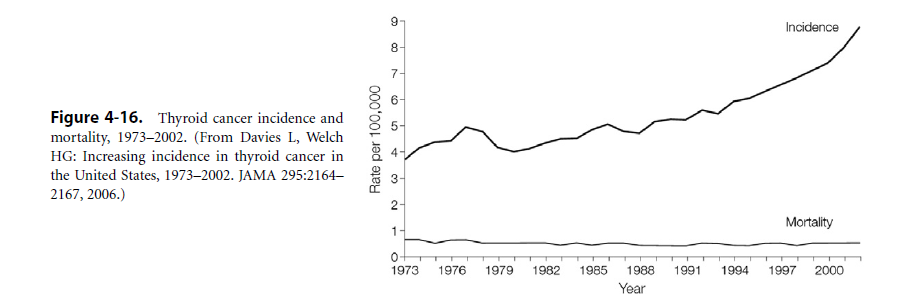 Figure 4-16. Thyroid cancer incidence and
mortality, 1973–2002. (From Davies L, Welch
HG: Increasing incidence in thyroid cancer in
the United States, 1973–2002. JAMA 295:2164–
2167, 2006.)
9
8
7
6
5
4
3
2
1
0
Rate per 100,000
Incidence
Mortality
1973 1976 1979 1982 1985 1988 1991 1994 1997 2000
Year